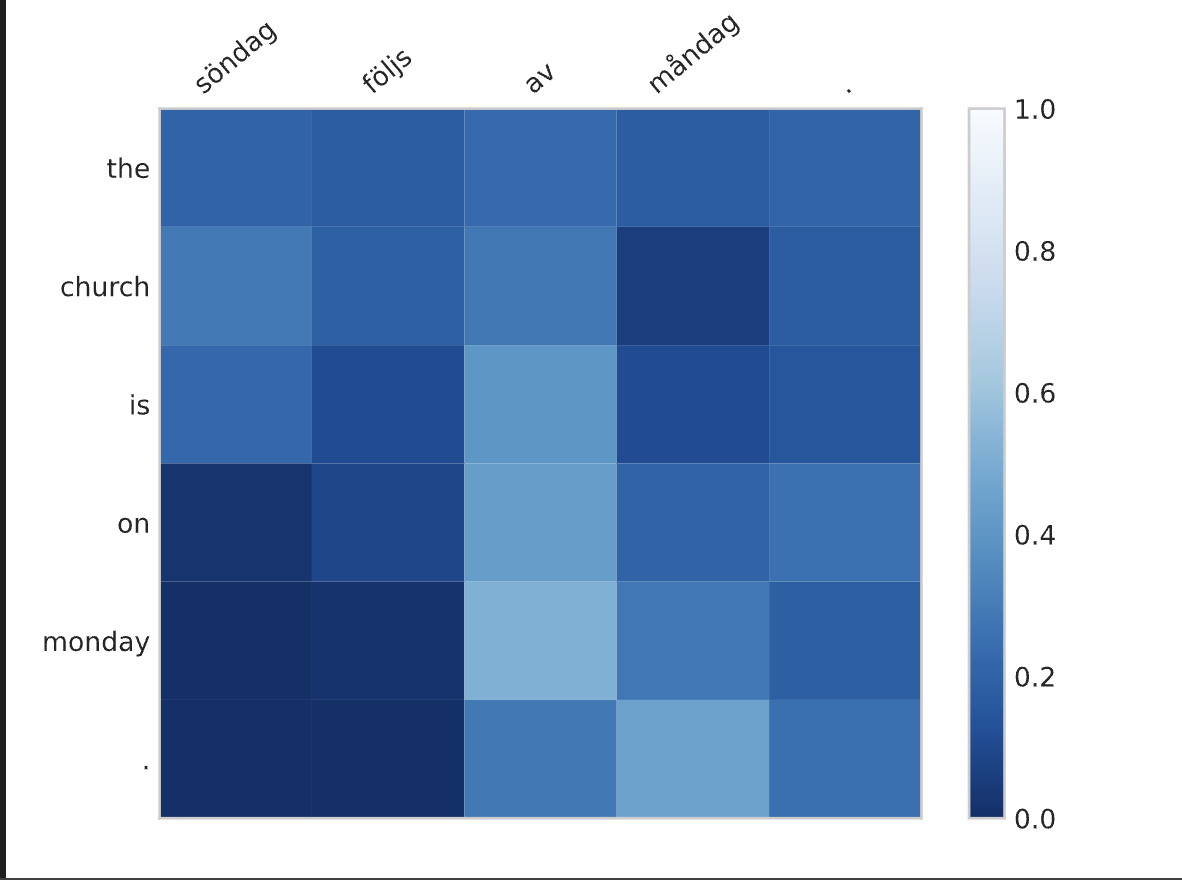 söndag följs av måndag .
the
church
is
on
monday
.
1.0
0.8
0.6
0.4
0.2
0.0